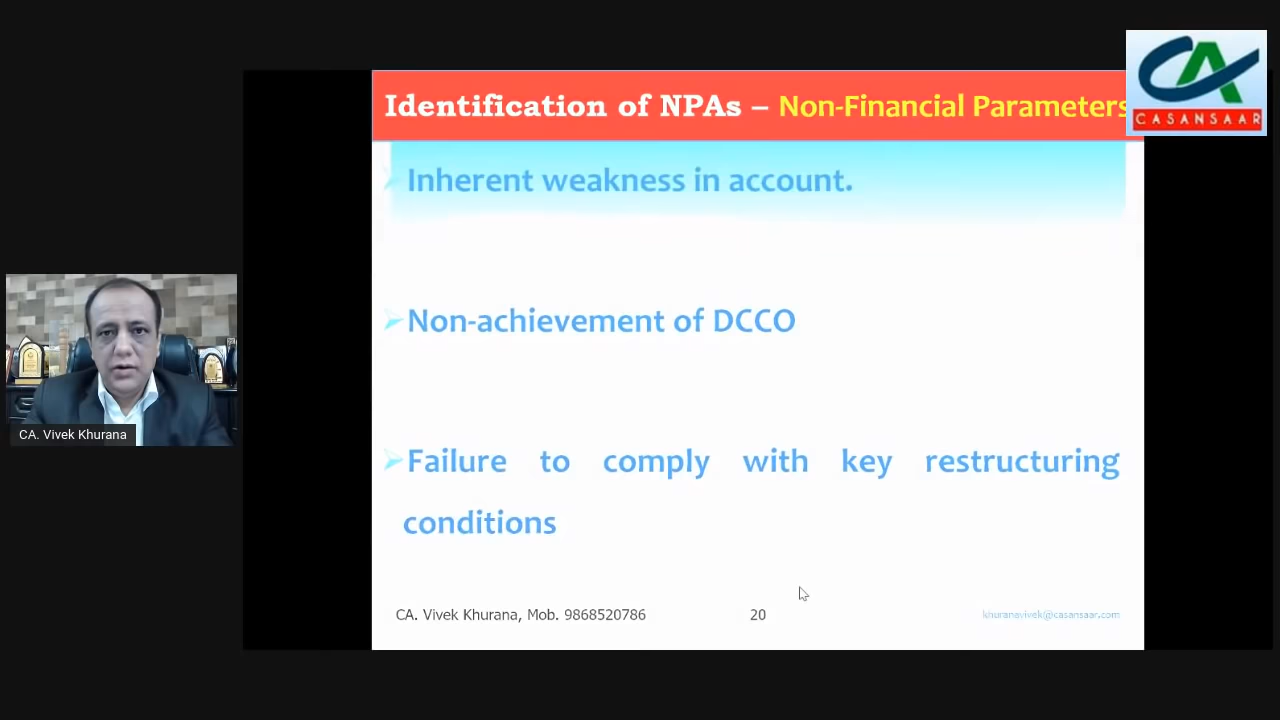 Identification of NPAs – Non-Financial Parameters
CASANSAAR
Inherent weakness in account.
Non-achievement of DCCO
Failure to comply with key restructuring
conditions
CA. Vivek Khurana
CA. Vivek Khurana, Mob. 9868520786
20
khuranavivek@casansaar.com